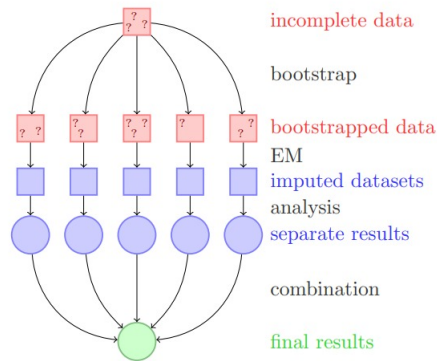 ?
? ?
incomplete data
bootstrap
? ?
? ?
? ? ?
?
? ?
bootstrapped data
EM
imputed datasets
analysis
separate results
combination
final results